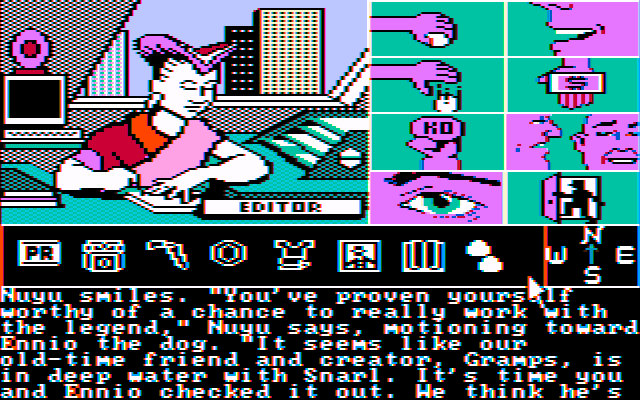 EDITOR
$
KO
PR
N
W E
S
Nuyu smiles. "You've proven yourself
worthy of a chance to really work with
the legend," Nuyu says, motioning toward
Ennio the dog. "It seems like our
old-time friend and creator, Gramps, is
in deep water with Snarl. It's time you
and Ennio checked it out. We think he's